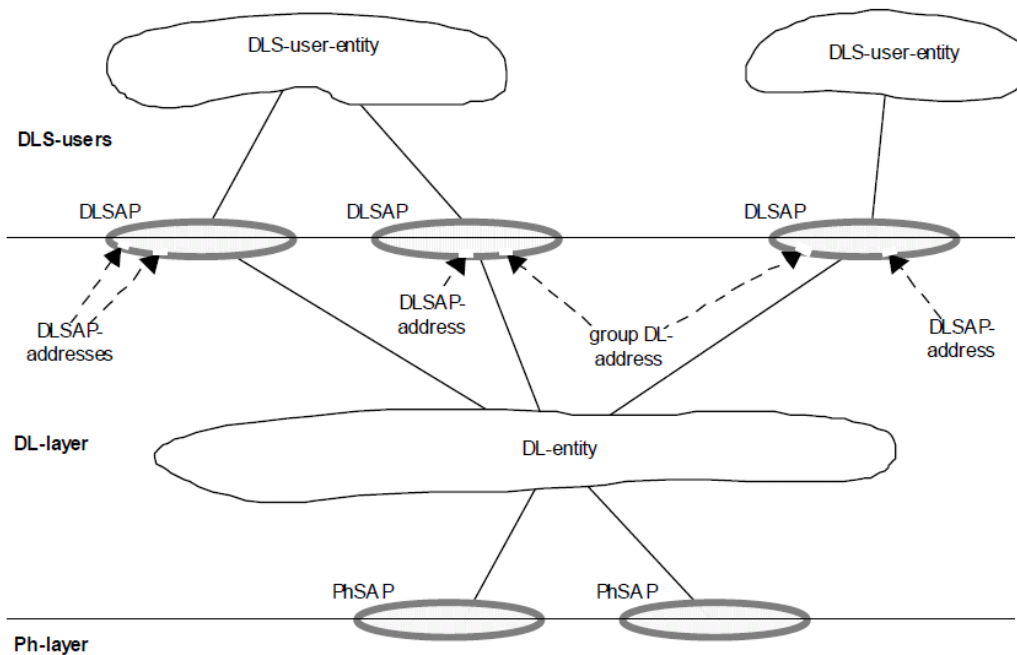 DLS-user-entity
DLS-user-entity
DLS-users
DLSAP
DLSAP
DLSAP
DLSAP-
addresses
DLSAP-
address
group DL-
address
DLSAP-
address
DL-layer
DL-entity
PhSAP
PhSAP
Ph-layer